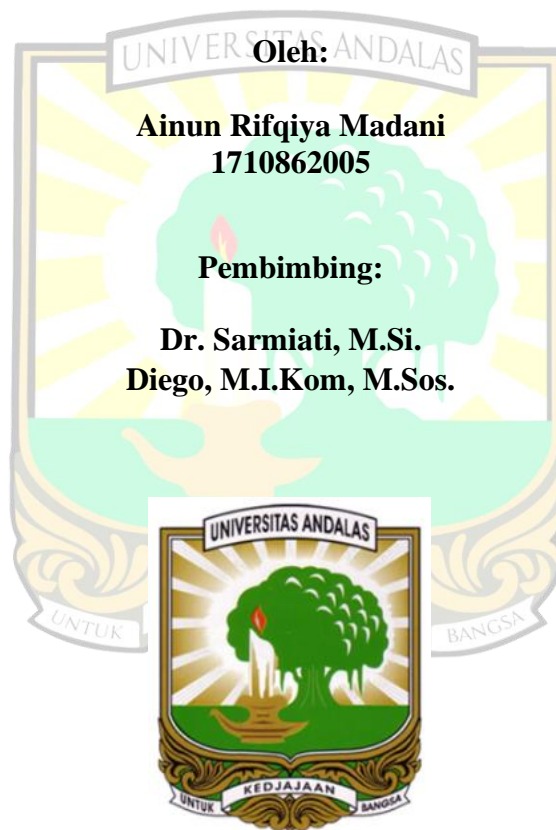 UNIVERSITAS ANDALAS
Oleh:
Ainun Rifqiya Madani
1710862005
Pembimbing:
Dr. Sarmiati, M.Si.
Diego, M.I.Kom, M.Sos.
UNIVERSITAS ANDALAS
UNTUK
BANGSA
UNTUK
KEDJAJAAN
BANGSA